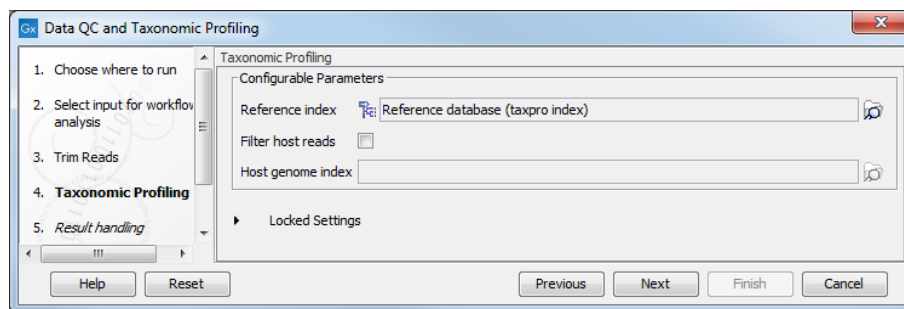 Gx Data QC and Taxonomic Profiling
1. Choose where to run
2. Select input for workflow
analysis
3. Trim Reads
4. Taxonomic Profiling
5. Result handling
Taxonomic Profiling
Configurable Parameters
Reference index Reference database (taxpro index)
Filter host reads
Host genome index
Locked Settings
Help Reset Previous Next Finish Cancel